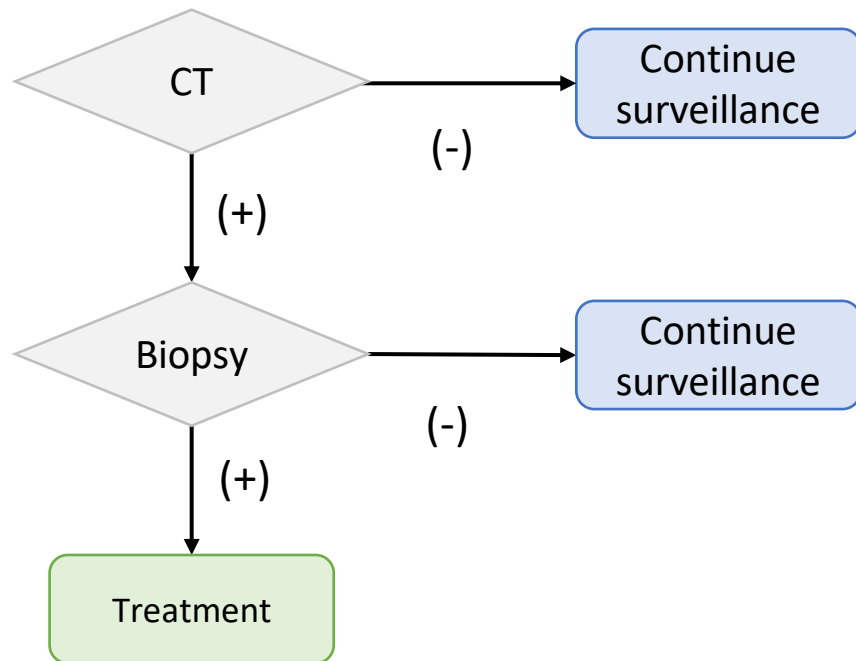 CT
Continue
surveillance
(-)
(+)
Biopsy
Continue
surveillance
(-)
(+)
Treatment